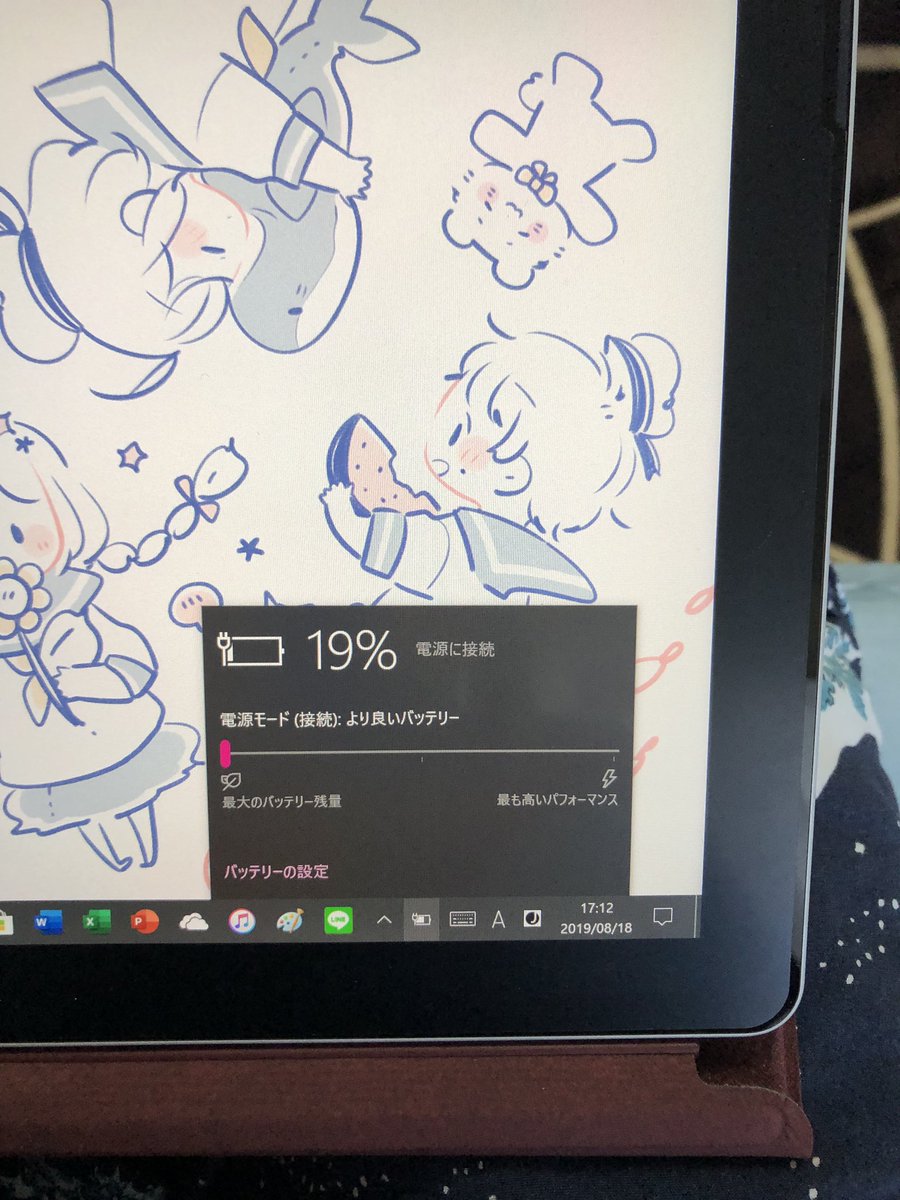 19% 電源に接続
電源モード (接続): より良いバッテリー
最大のバッテリー残量
最も高いパフォーマンス
バッテリーの設定
W
X
P
LINE
A
17:12
2019/08/18